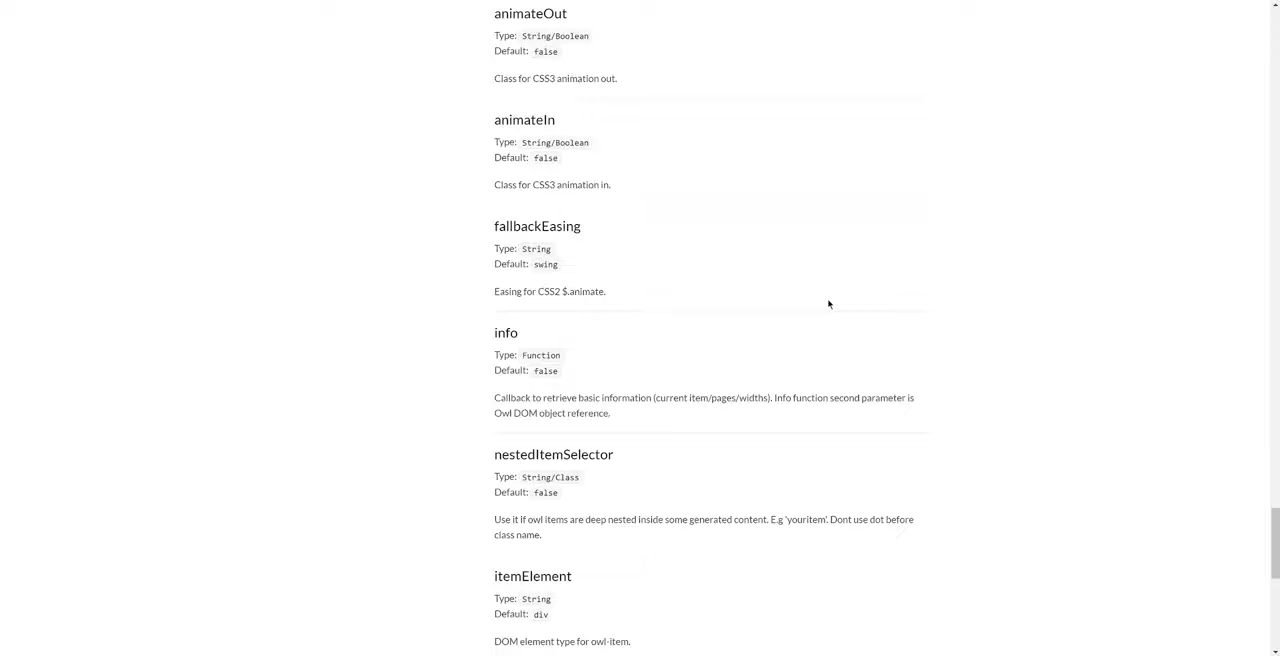 animateOut
Type: String/Boolean
Default: false
Class for CSS3 animation out.
animateIn
Type: String/Boolean
Default: false
Class for CSS3 animation in.
fallbackEasing
Type: String
Default: swing
Easing for CSS2 $.animate.
info
Type: Function
Default: false
Callback to retrieve basic information (current item/pages/widths). Info function second parameter is
Owl DOM object reference.
nestedItemSelector
Type: String/Class
Default: false
Use it if owl items are deep nested inside some generated content. E.g 'youritem'. Dont use dot before
class name.
itemElement
Type: String
Default: div
DOM element type for owl-item.